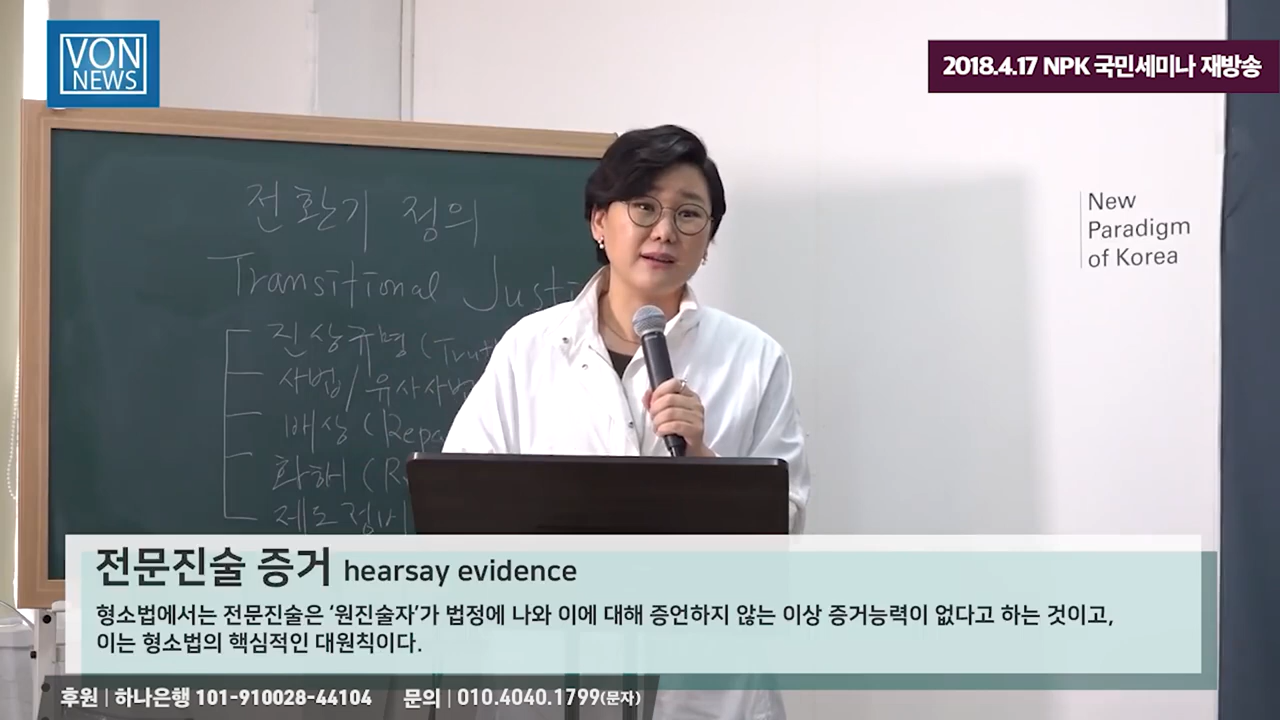 VON
NEWS
2018.4.17 NPK 국민세미나 재방송
New
Paradigm
of Korea
전환기 정의
Transitional Justi
진상규명 (Trut
사법/유사사법
배상 (Repa
화해 (R
제도정비
전문진술 증거 hearsay evidence
형소법에서는 전문진술은 ‘원진술자’가 법정에 나와 이에 대해 증언하지 않는 이상 증거능력이 없다고 하는 것이고,
이는 형소법의 핵심적인 대원칙이다.
후원 | 하나은행 101-910028-44104 문의 | 010.4040.1799(문자)